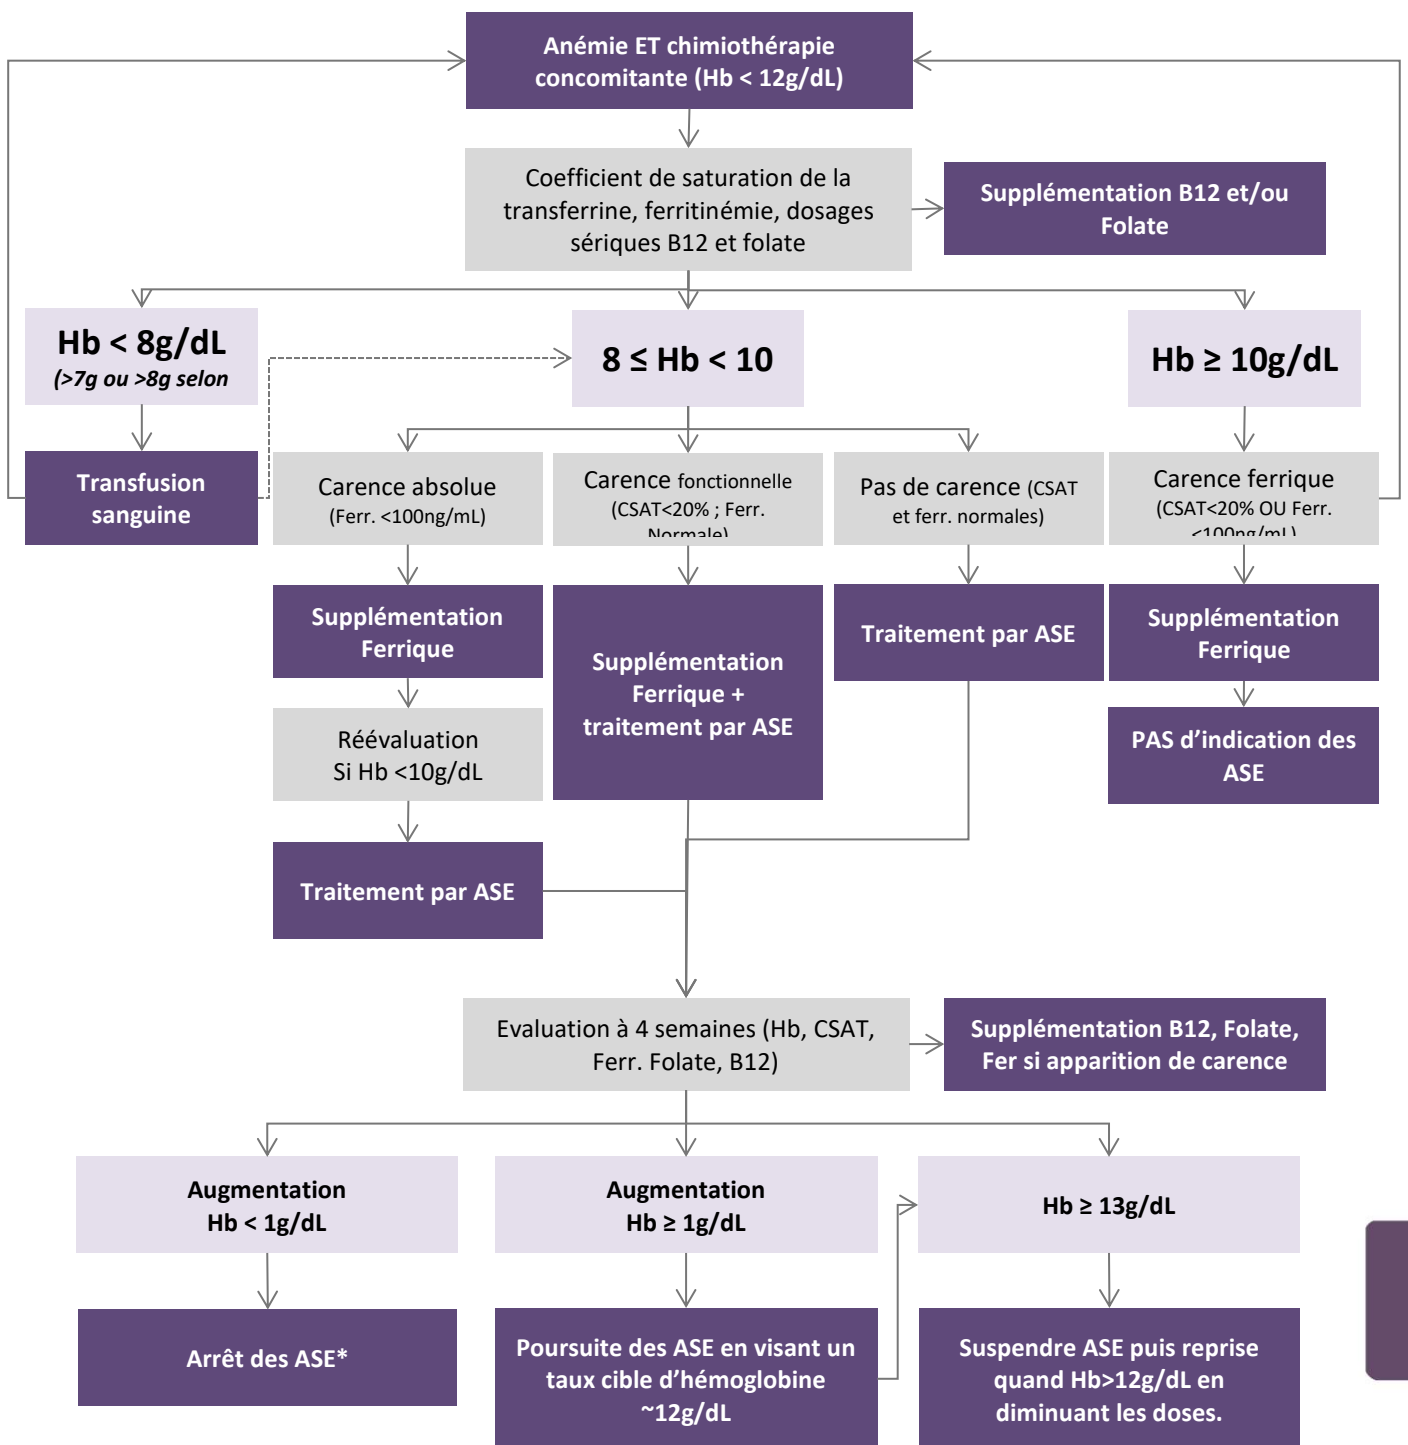 Anémie ET chimiothérapie
concomitante (Hb < 12g/dL)
Coefficient de saturation de la
transferrine, ferritinémie, dosages
sériques B12 et folate
Supplémentation B12 et/ou
Folate
Hb < 8g/dL
(>7g ou >8g selon
8 ≤ Hb < 10
Hb ≥ 10g/dL
Transfusion
sanguine
Carence absolue
(Ferr. <100ng/mL)
Carence fonctionnelle
(CSAT<20% ; Ferr.
Normale)
Pas de carence (CSAT
et ferr. normales)
Carence ferrique
(CSAT<20% OU Ferr.
<100ng/mL)
Supplémentation
Ferrique
Supplémentation
Ferrique +
traitement par ASE
Traitement par ASE
Supplémentation
Ferrique
Réévaluation
Si Hb <10g/dL
PAS d’indication des
ASE
Traitement par ASE
Evaluation à 4 semaines (Hb, CSAT,
Ferr. Folate, B12)
Supplémentation B12, Folate,
Fer si apparition de carence
Augmentation
Hb < 1g/dL
Augmentation
Hb ≥ 1g/dL
Hb ≥ 13g/dL
Arrêt des ASE*
Poursuite des ASE en visant un
taux cible d’hémoglobine
~12g/dL
Suspendre ASE puis reprise
quand Hb>12g/dL en
diminuant les doses.